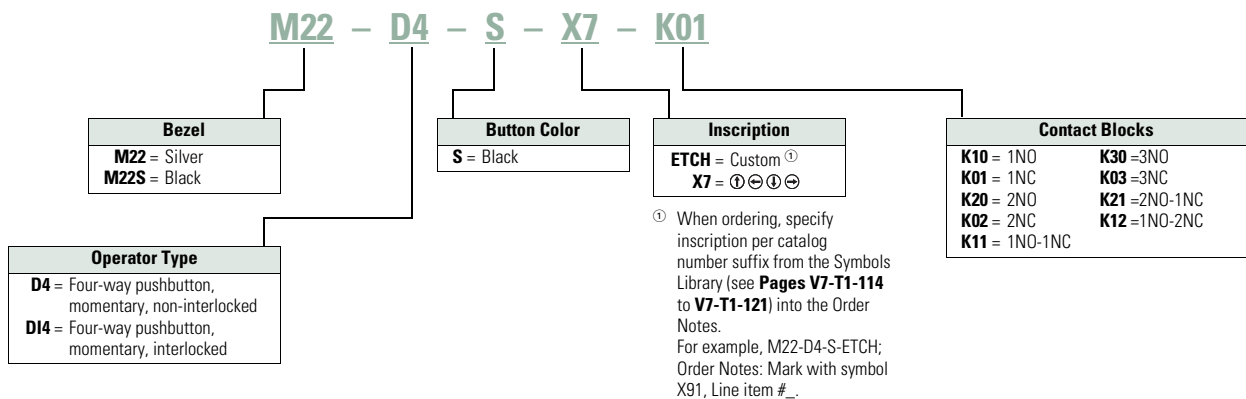 M22 – D4 – S – X7 – K01
Bezel
M22 = Silver
M22S = Black
Operator Type
D4 = Four-way pushbutton,
momentary, non-interlocked
DI4 = Four-way pushbutton,
momentary, interlocked
Button Color
S = Black
Inscription
ETCH = Custom ①
X7 = ↑ ← ↓ →
① When ordering, specify
inscription per catalog
number suffix from the Symbols
Library (see Pages V7-T1-114
to V7-T1-121) into the Order
Notes.
For example, M22-D4-S-ETCH;
Order Notes: Mark with symbol
X91, Line item #_.
Contact Blocks
K10 = 1NO K30 =3NO
K01 = 1NC K03 =3NC
K20 = 2NO K21 =2NO-1NC
K02 = 2NC K12 =1NO-2NC
K11 = 1NO-1NC